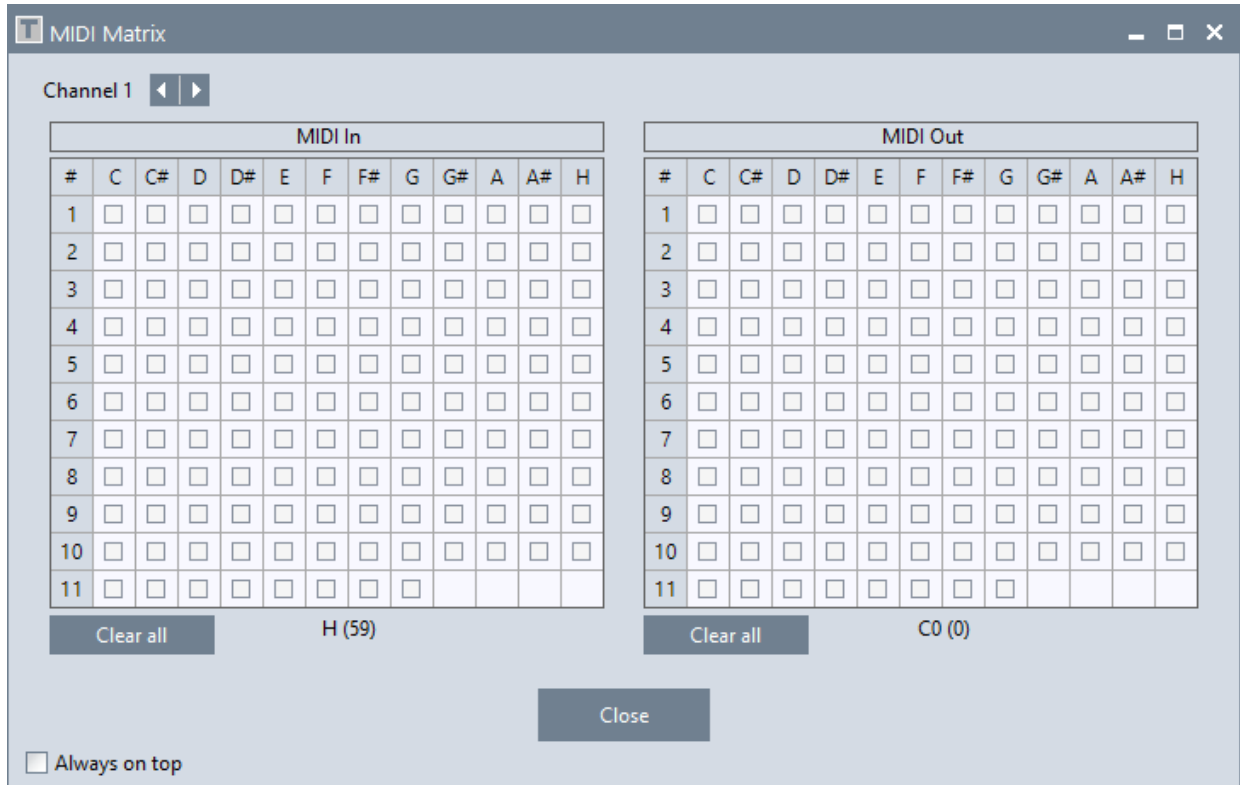 T MIDI Matrix
Channel 1
MIDI In
# C C# D D# E F F# G G# A A# H
1
2
3
4
5
6
7
8
9
10
11
Clear all H (59)
MIDI Out
# C C# D D# E F F# G G# A A# H
1
2
3
4
5
6
7
8
9
10
11
Clear all C0 (0)
Close
Always on top